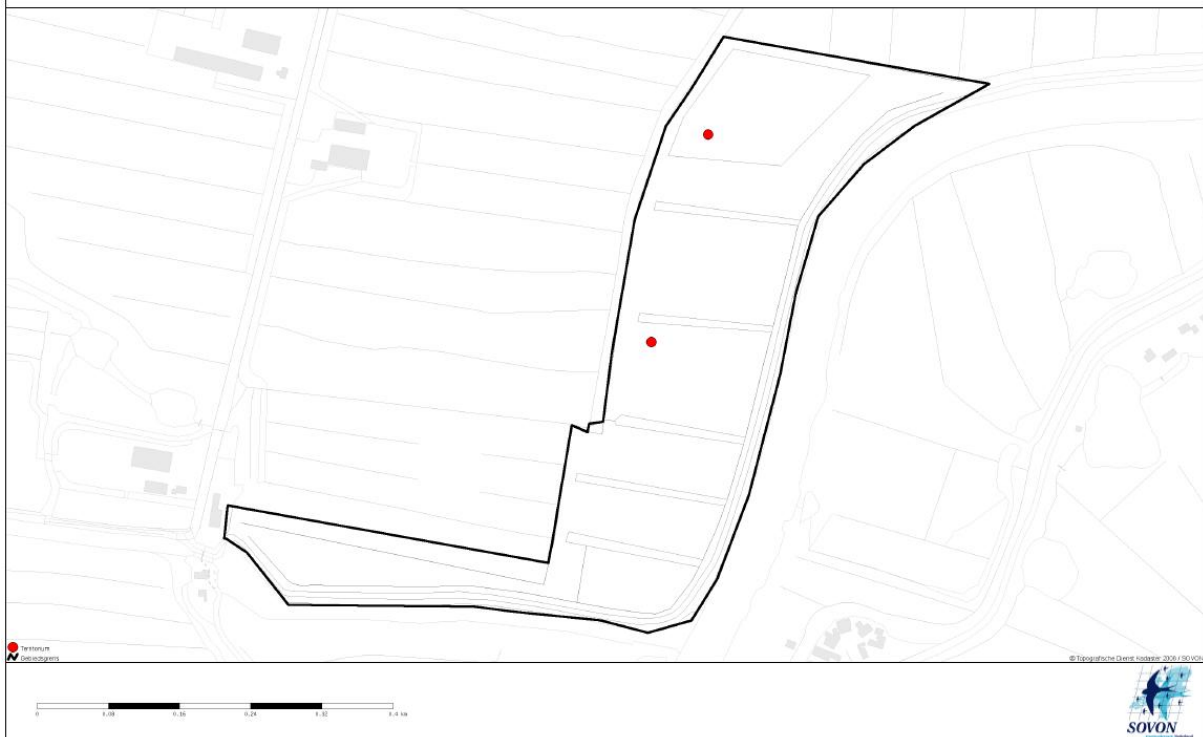 Territorium
Gebiedsgrens
© Topografische Dienst Kadaster 2006 / SOVON
0 0.08 0.16 0.24 0.32 0.4 km
SOVON